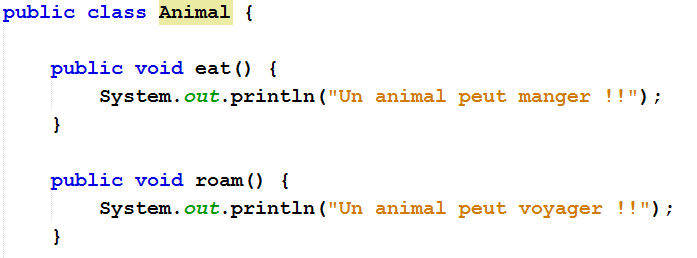 public class Animal {
public void eat() {
System.out.println("Un animal peut manger !!");
}
public void roam() {
System.out.println("Un animal peut voyager !!");
}